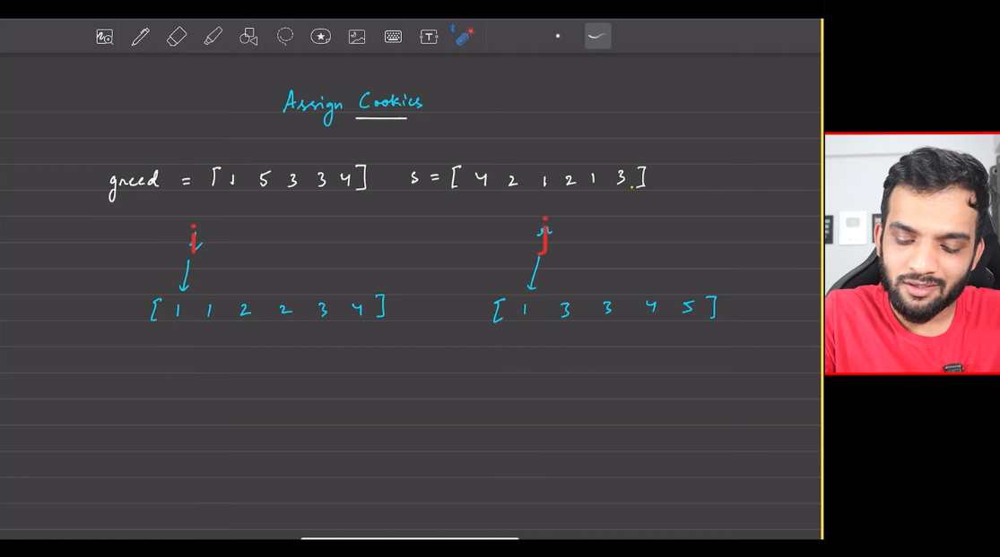 Assign Cookies
greed = [1 5 3 3 4] s = [4 2 1 2 1 3]
i j
[1 1 2 2 3 4] [1 3 3 4 5]